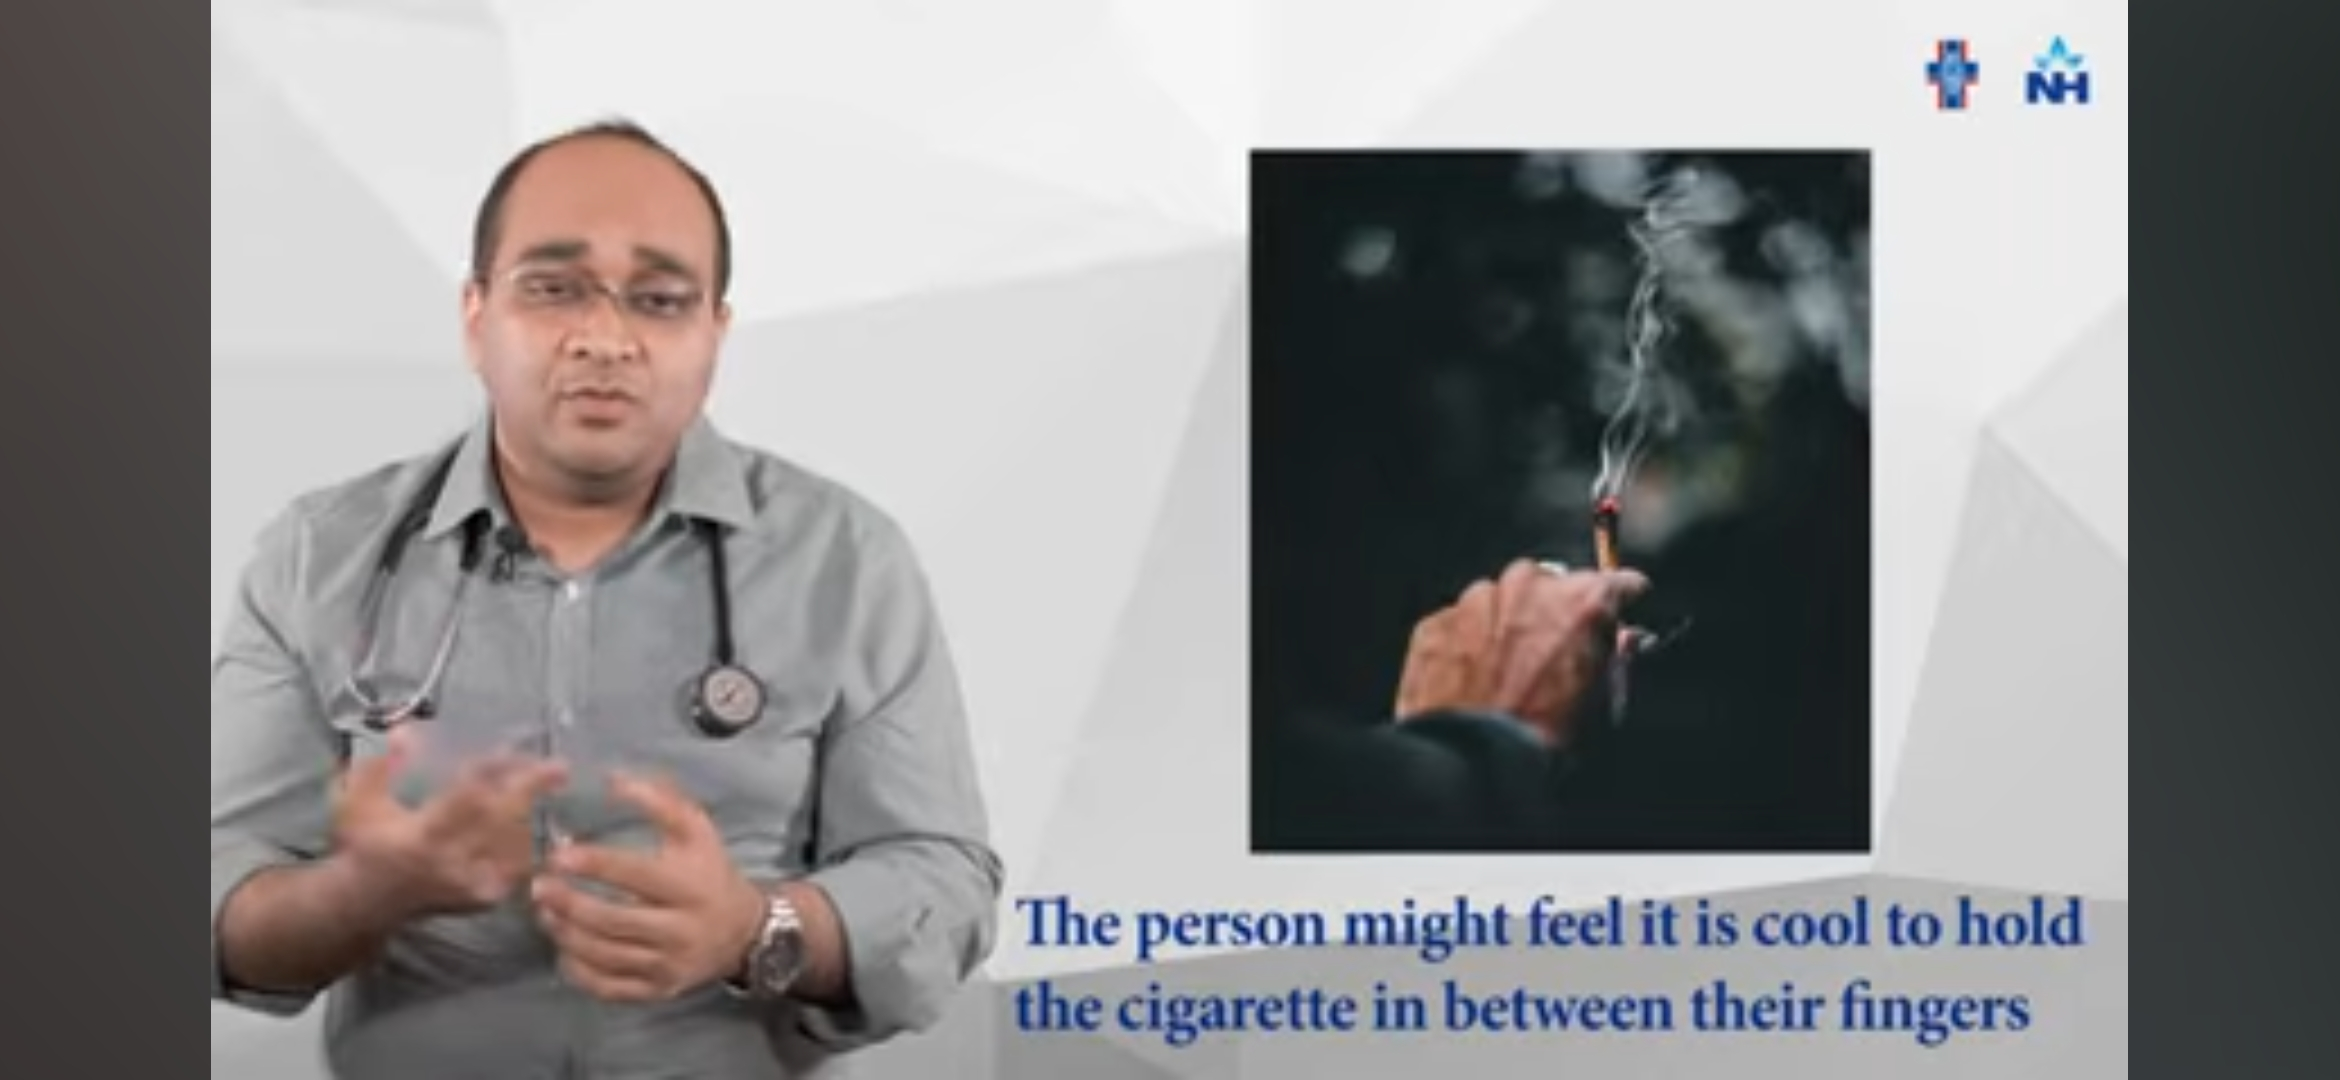 NH
The person might feel it is cool to hold
the cigarette in between their fingers